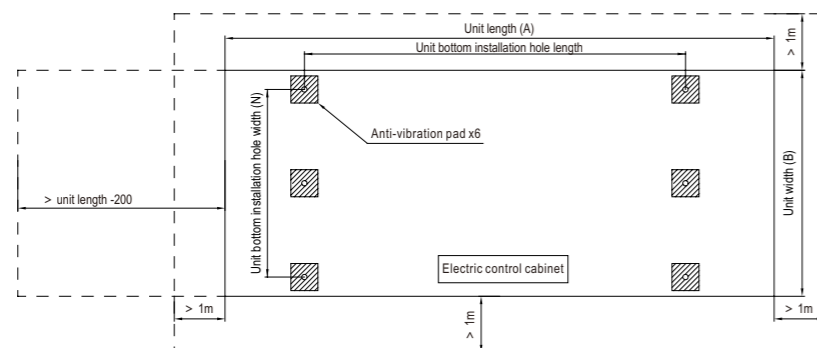 Unit length (A)
Unit bottom installation hole length
> 1m
Unit bottom installation hole width (N)
Anti-vibration pad x6
Unit width (B)
> unit length -200
Electric control cabinet
> 1m
> 1m
> 1m